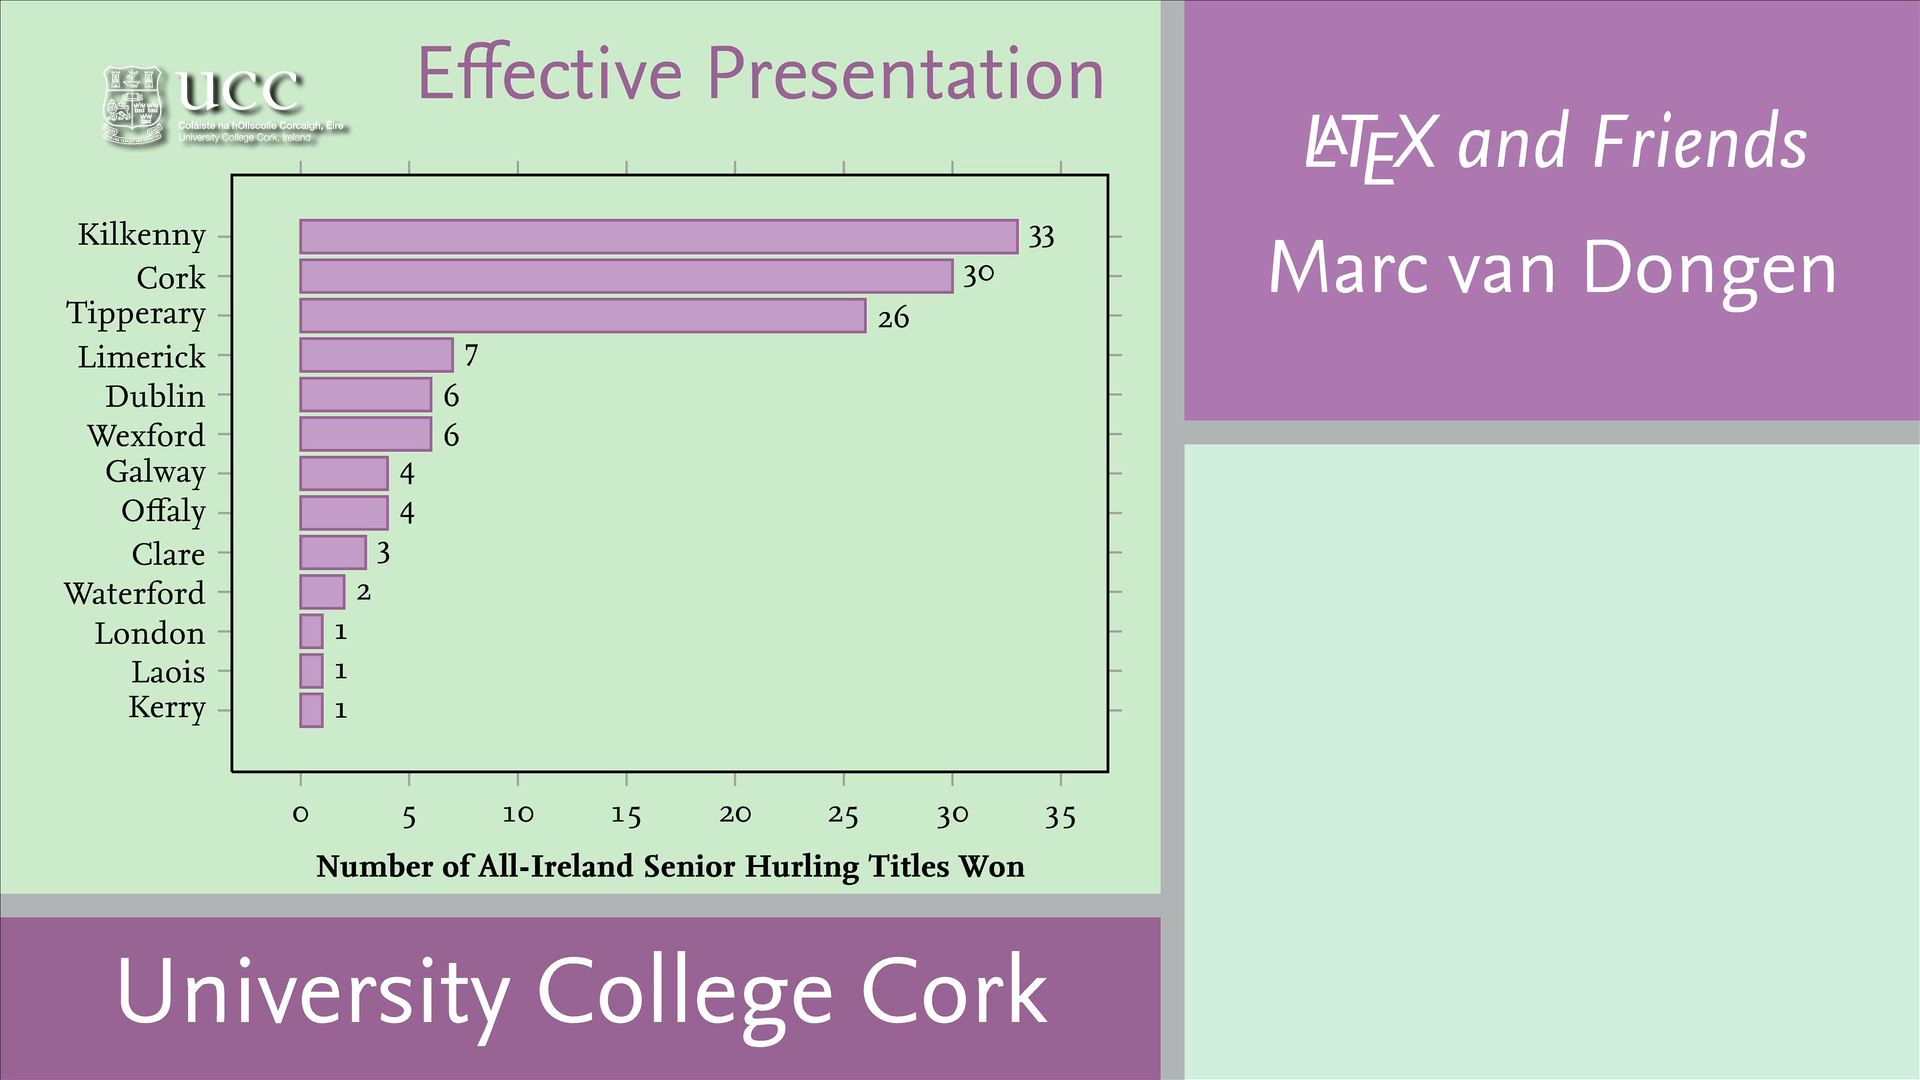 Effective Presentation
ucc
Coláiste na hOllscoile Corcaigh, Éire
University College Cork, Ireland
Kilkenny 33
Cork 30
Tipperary 26
Limerick 7
Dublin 6
Wexford 6
Galway 4
Offaly 4
Clare 3
Waterford 2
London 1
Laois 1
Kerry 1
0 5 10 15 20 25 30 35
Number of All-Ireland Senior Hurling Titles Won
University College Cork
LATEX and Friends
Marc van Dongen